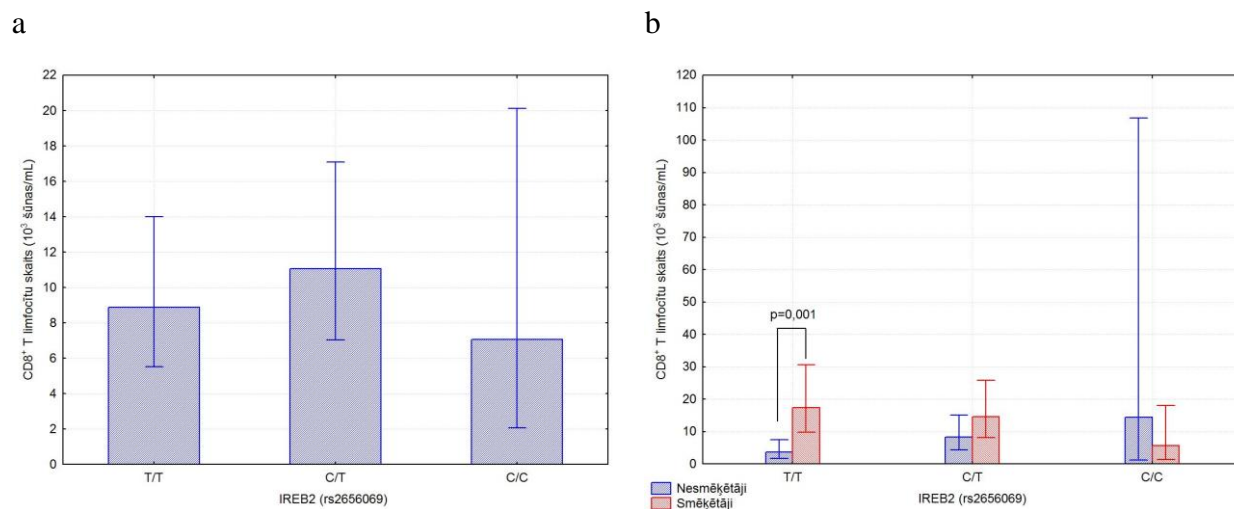 a
b
CD8⁺ T limfocītu skaits (10³ šūnas/mL)
22
20
18
16
14
12
10
8
6
4
2
0
T/T
C/T
C/C
IREB2 (rs2656069)
CD8⁺ T limfocītu skaits (10³ šūnas/mL)
120
110
100
90
80
70
60
50
40
30
20
10
0
p=0,001
T/T
C/T
C/C
IREB2 (rs2656069)
Nesmēķētāji
Smēķētāji